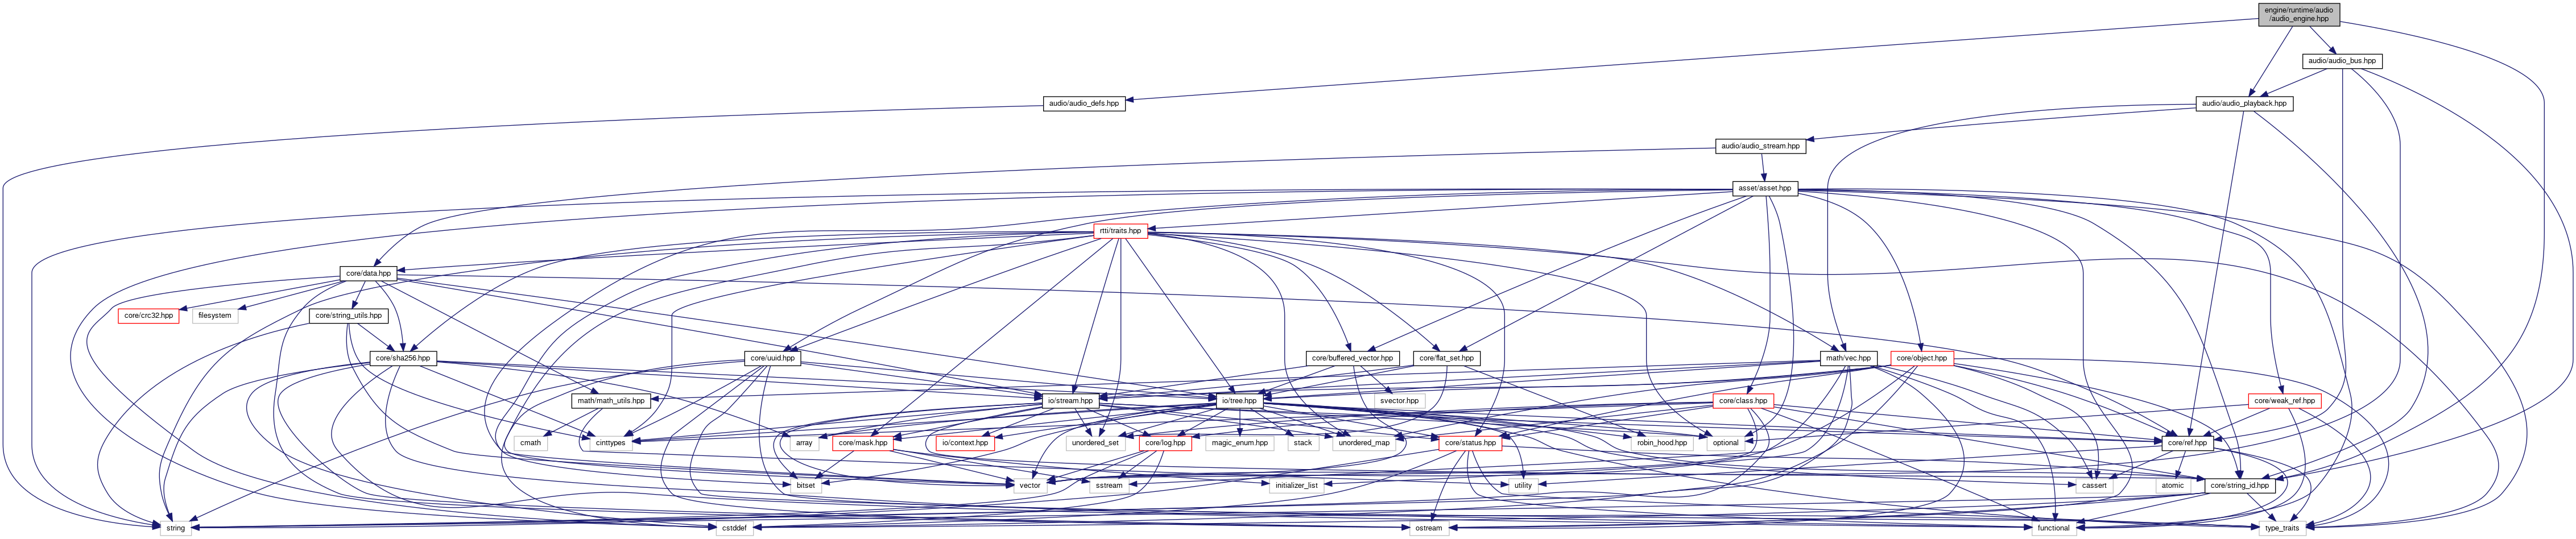 engine/runtime/audio
/audio_engine.hpp
audio/audio_bus.hpp
audio/audio_defs.hpp
audio/audio_playback.hpp
audio/audio_stream.hpp
asset/asset.hpp
rtti/traits.hpp
core/data.hpp
core/crc32.hpp
filesystem
core/string_utils.hpp
core/sha256.hpp
core/uuid.hpp
core/buffered_vector.hpp
core/flat_set.hpp
math/vec.hpp
core/object.hpp
math/math_utils.hpp
io/stream.hpp
io/tree.hpp
svector.hpp
core/class.hpp
core/weak_ref.hpp
cmath
cinttypes
array
core/mask.hpp
io/context.hpp
unordered_set
core/log.hpp
magic_enum.hpp
stack
unordered_map
core/status.hpp
robin_hood.hpp
optional
core/ref.hpp
bitset
vector
sstream
initializer_list
utility
cassert
atomic
core/string_id.hpp
string
cstddef
ostream
functional
type_traits